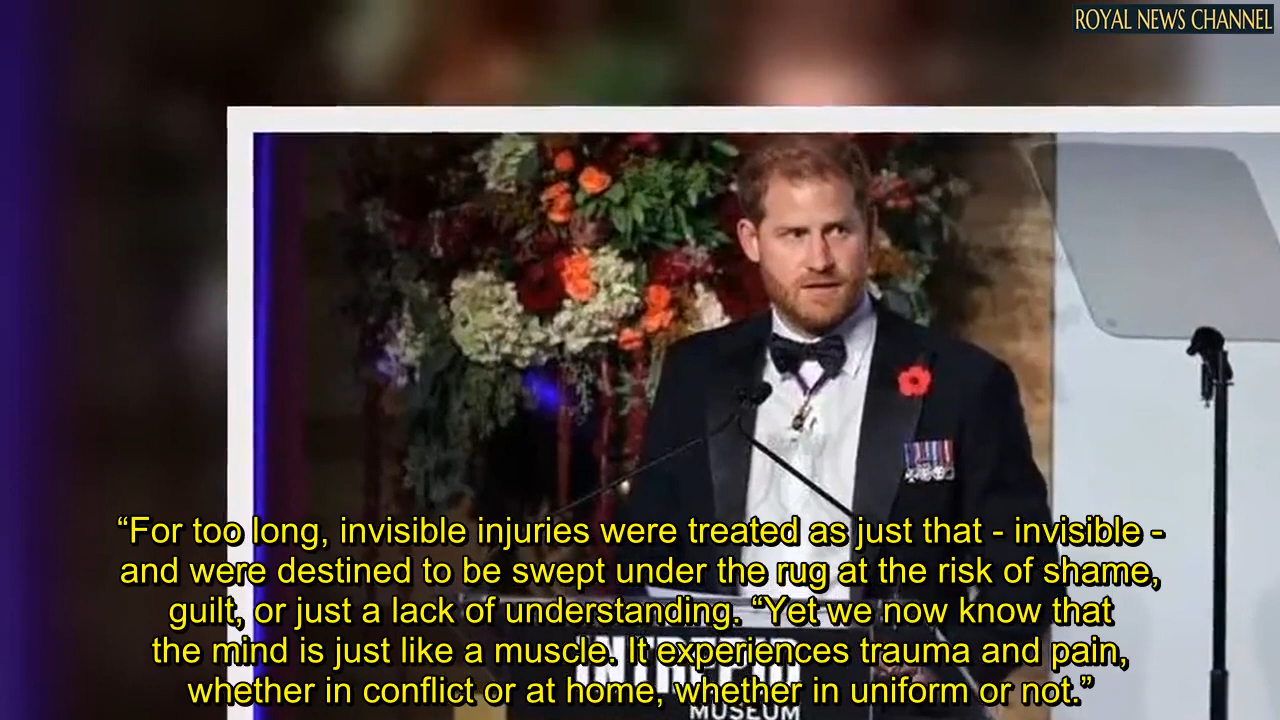 ROYAL NEWS CHANNEL
“For too long, invisible injuries were treated as just that - invisible -
and were destined to be swept under the rug at the risk of shame,
guilt, or just a lack of understanding. “Yet we now know that
the mind is just like a muscle. It experiences trauma and pain,
whether in conflict or at home, whether in uniform or not.”
MUSEUM